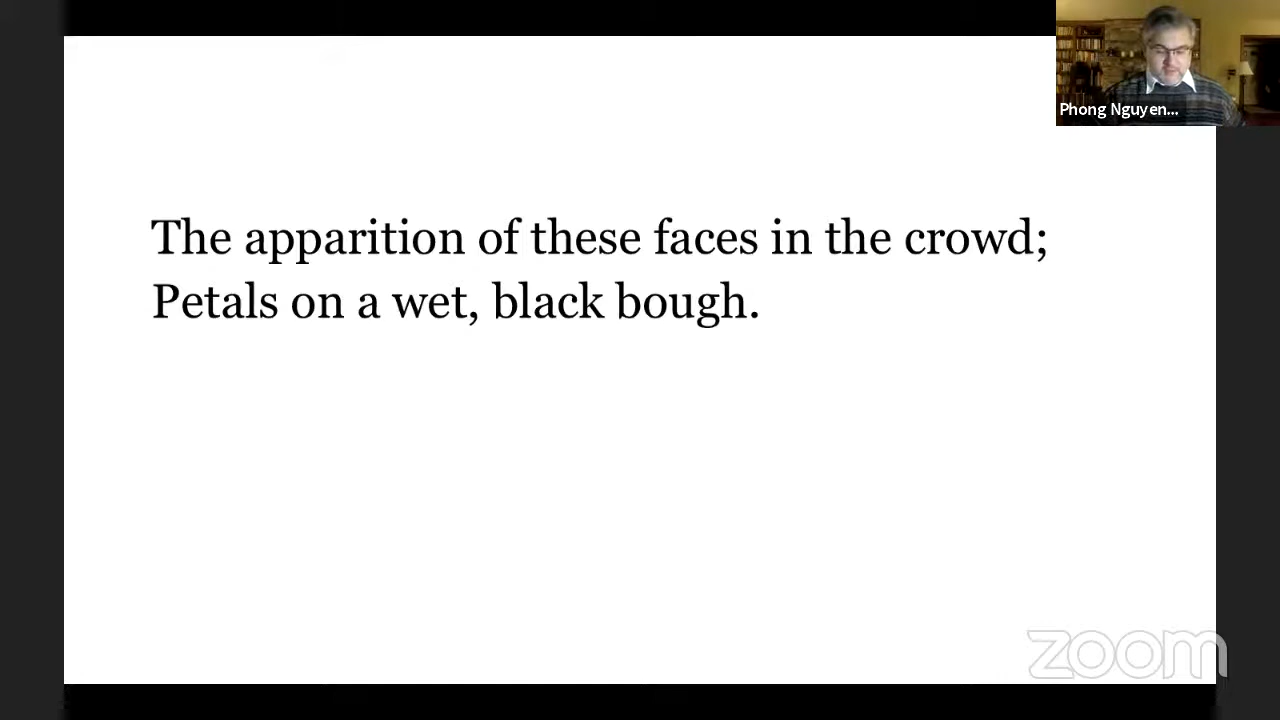 Phong Nguyen...
The apparition of these faces in the crowd;
Petals on a wet, black bough.
zoom